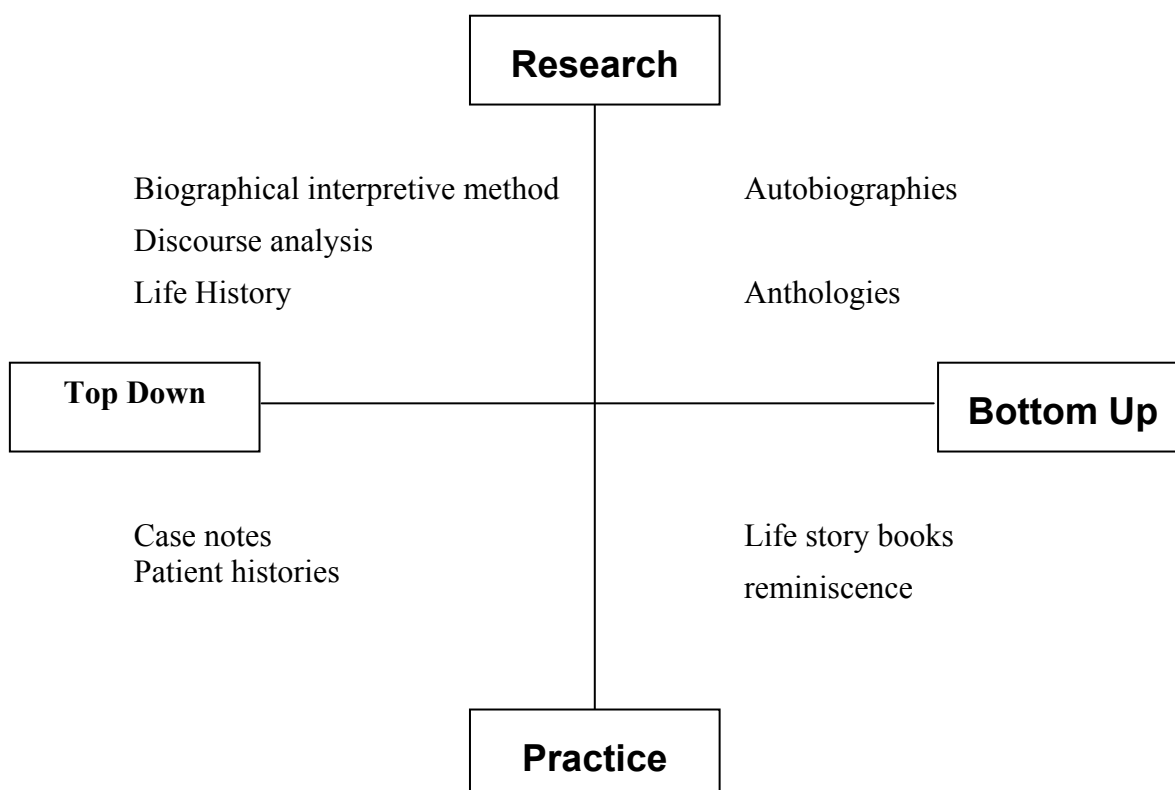 Research
Biographical interpretive method
Autobiographies
Discourse analysis
Life History
Anthologies
Top Down
Bottom Up
Case notes
Life story books
Patient histories
reminiscence
Practice